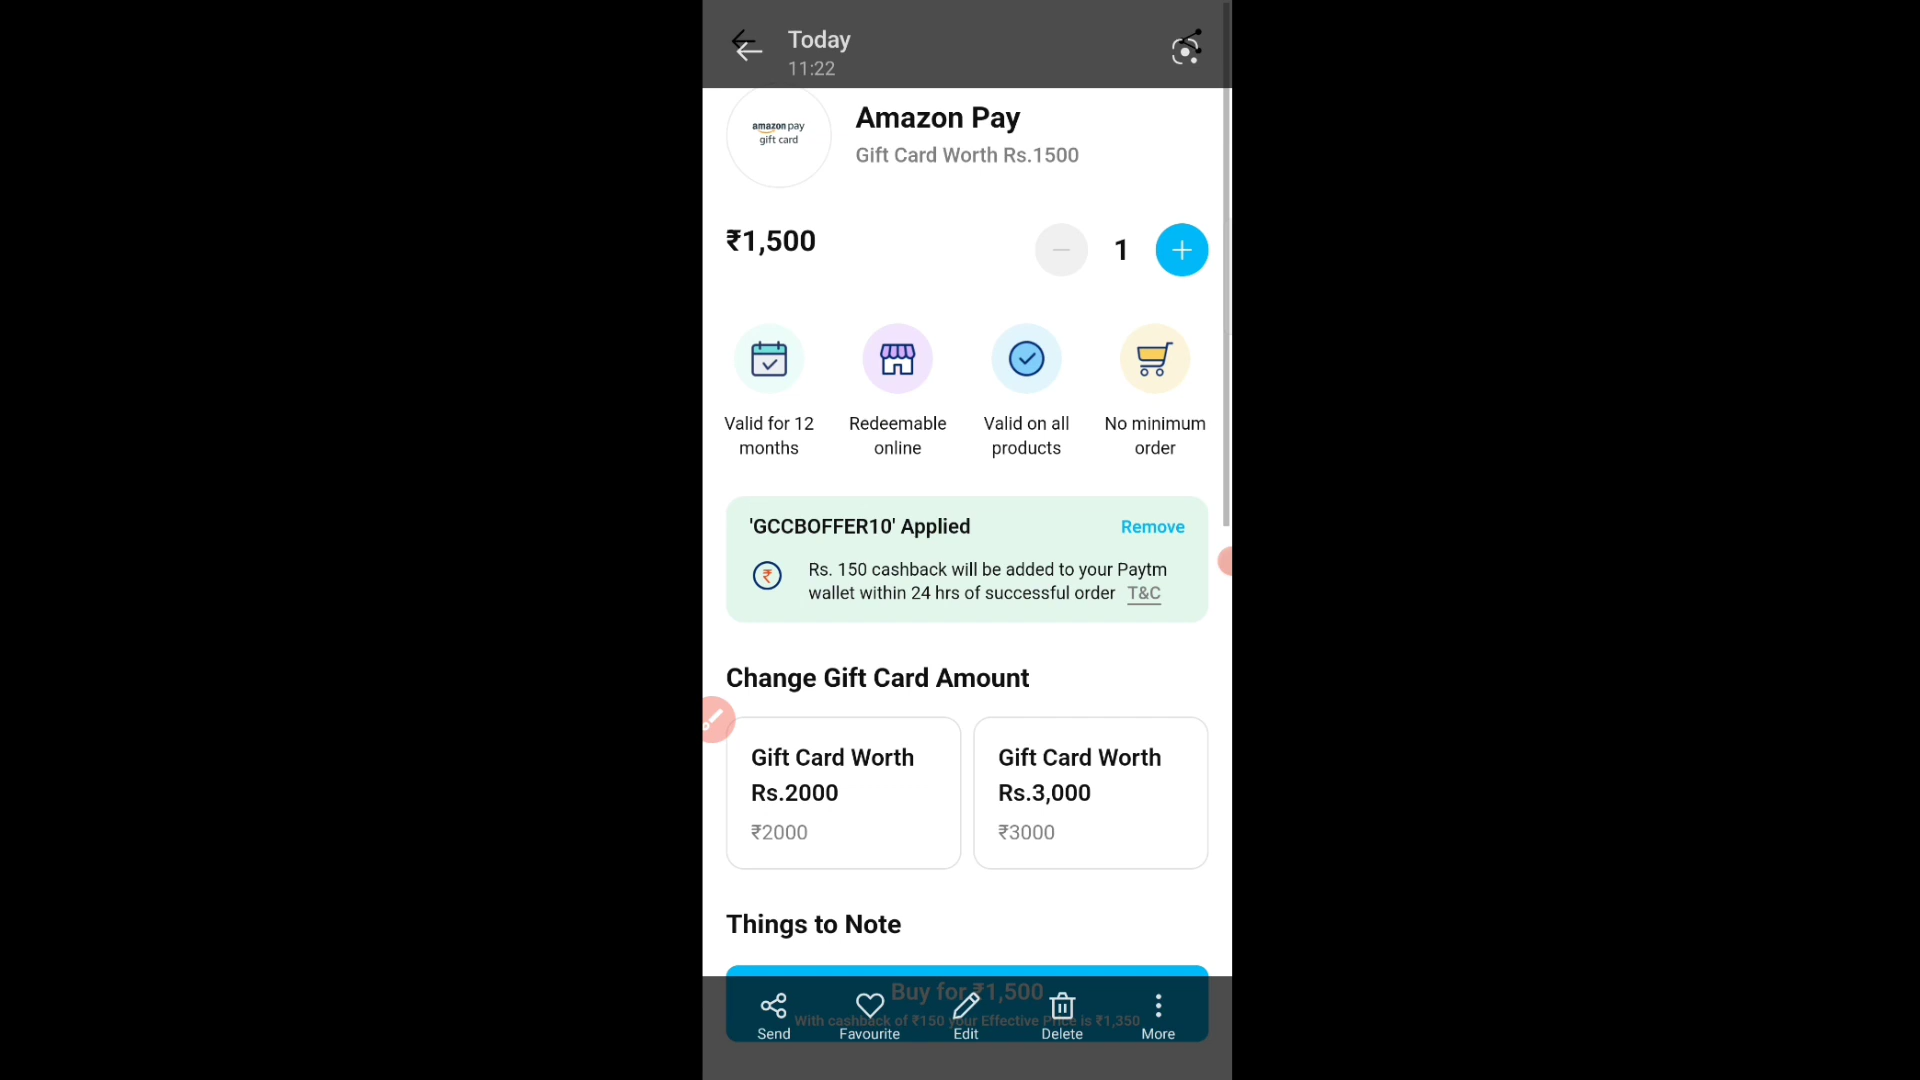 Today
11:22
amazon pay
gift card
Amazon Pay
Gift Card Worth Rs.1500
₹1,500
1
Valid for 12
months
Redeemable
online
Valid on all
products
No minimum
order
'GCCBOFFER10' Applied
Remove
Rs. 150 cashback will be added to your Paytm
wallet within 24 hrs of successful order T&C
Change Gift Card Amount
Gift Card Worth
Rs.2000
₹2000
Gift Card Worth
Rs.3,000
₹3000
Things to Note
Buy for ₹1,500
With cashback of ₹150 your Effective Price is ₹1,350
Send
Favourite
Edit
Delete
More